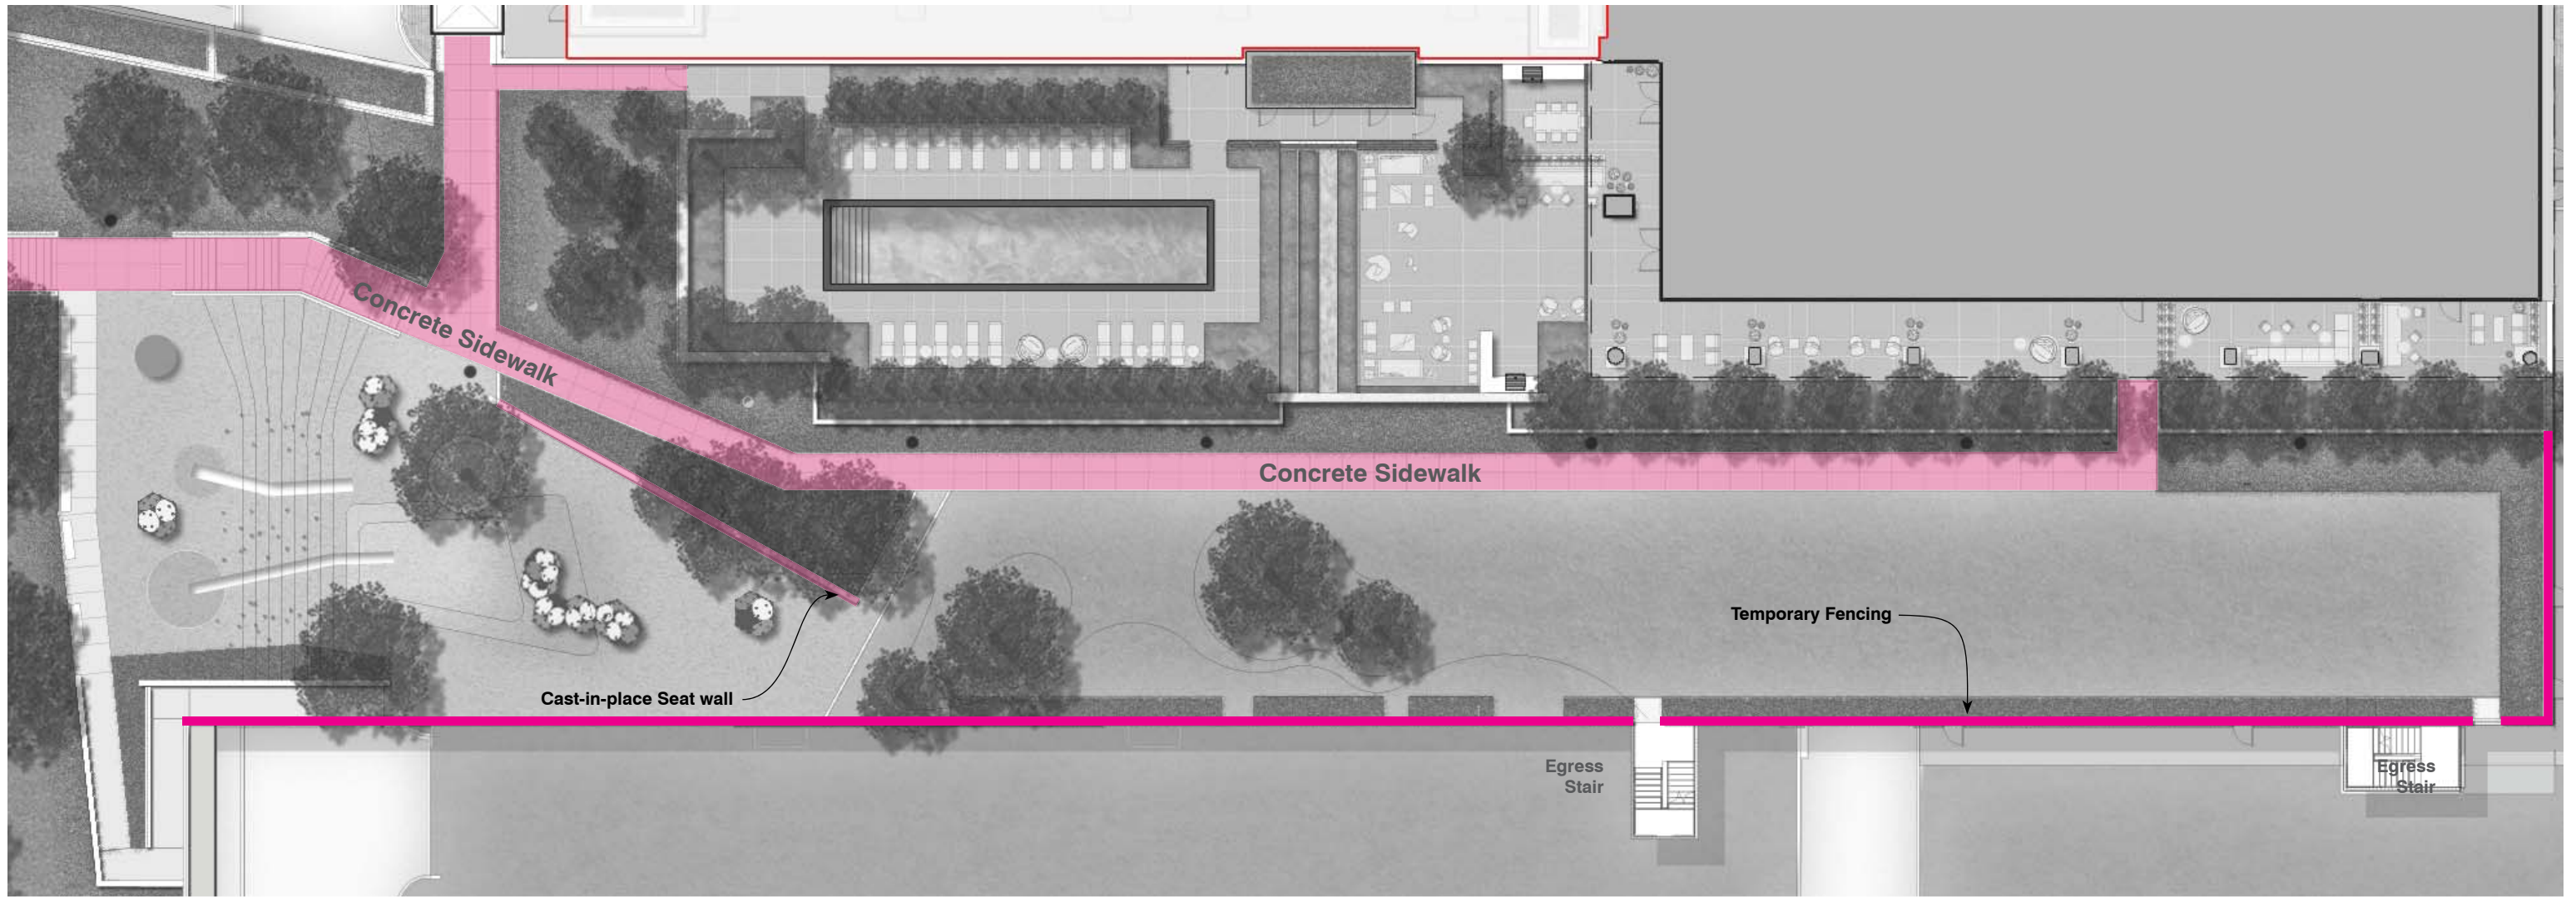 Concrete Sidewalk
Concrete Sidewalk
Temporary Fencing
Cast-in-place Seat wall
Egress
Stair
Egress
Stair